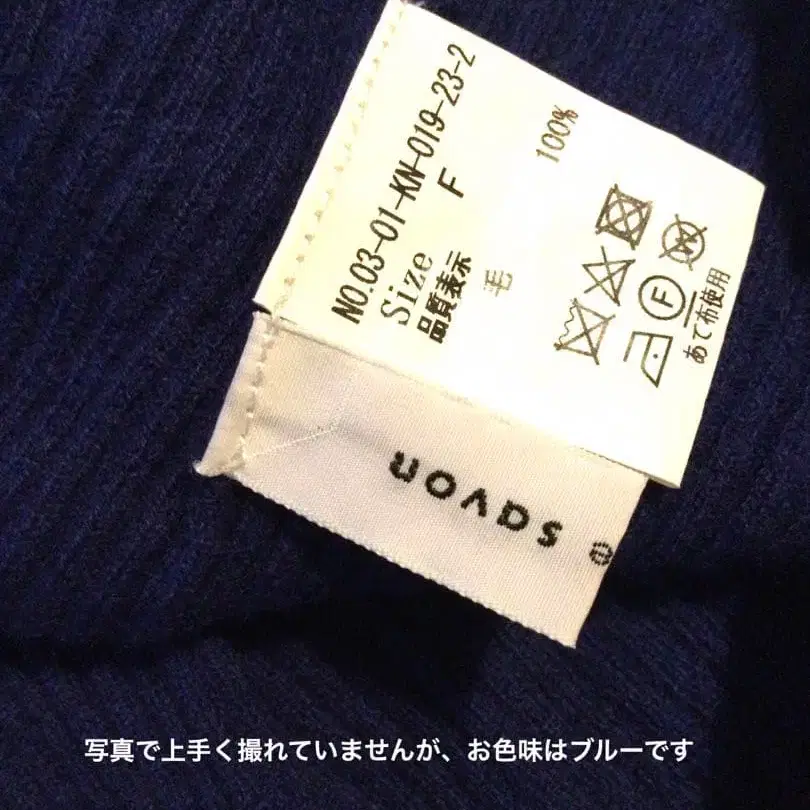 NO.03-01-KN-019-23-2
Size F
品質表示
毛 100%
F
W
あて布使用
savon
写真で上手く撮れていませんが、お色味はブルーです